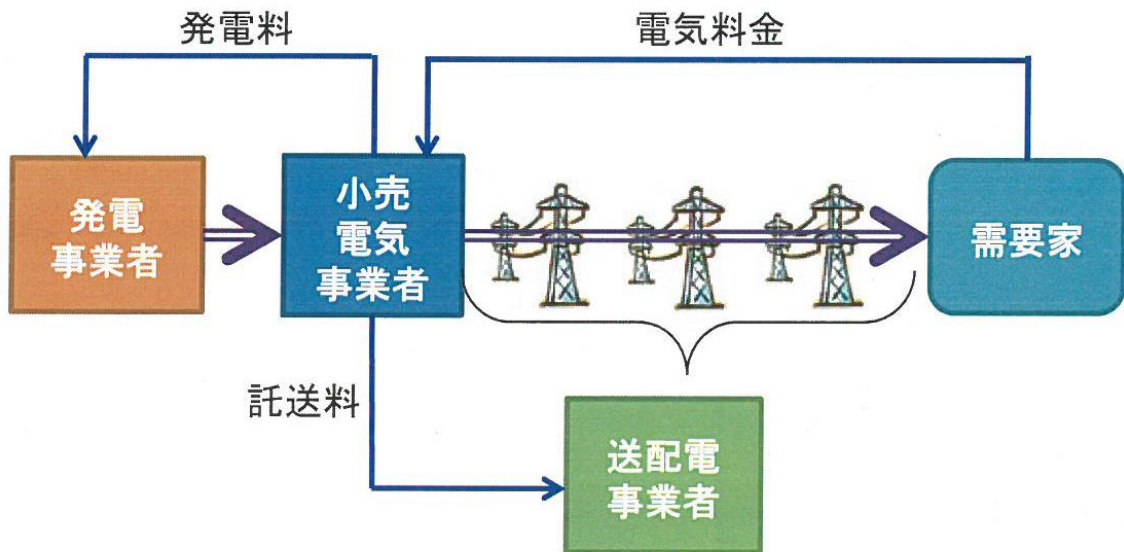 発電料
電気料金
発電
事業者
小売
電気
事業者
需要家
託送料
送配電
事業者